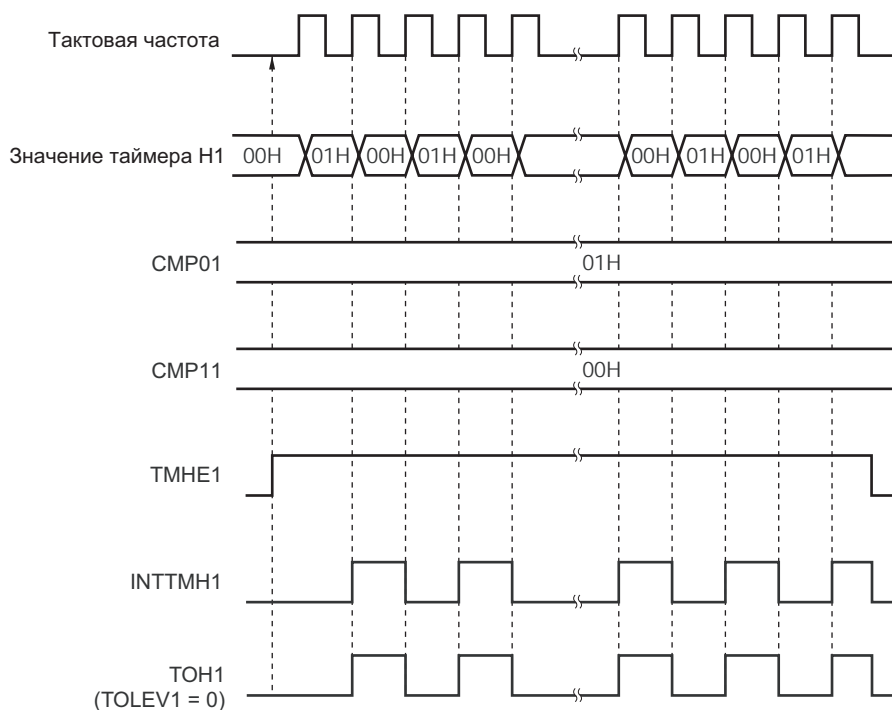 Тактовая частота
Значение таймера H1 00H 01H 00H 01H 00H 00H 01H 00H 01H
CMP01 01H
CMP11 00H
TMHE1
INTTMH1
TOH1
(TOLEV1 = 0)